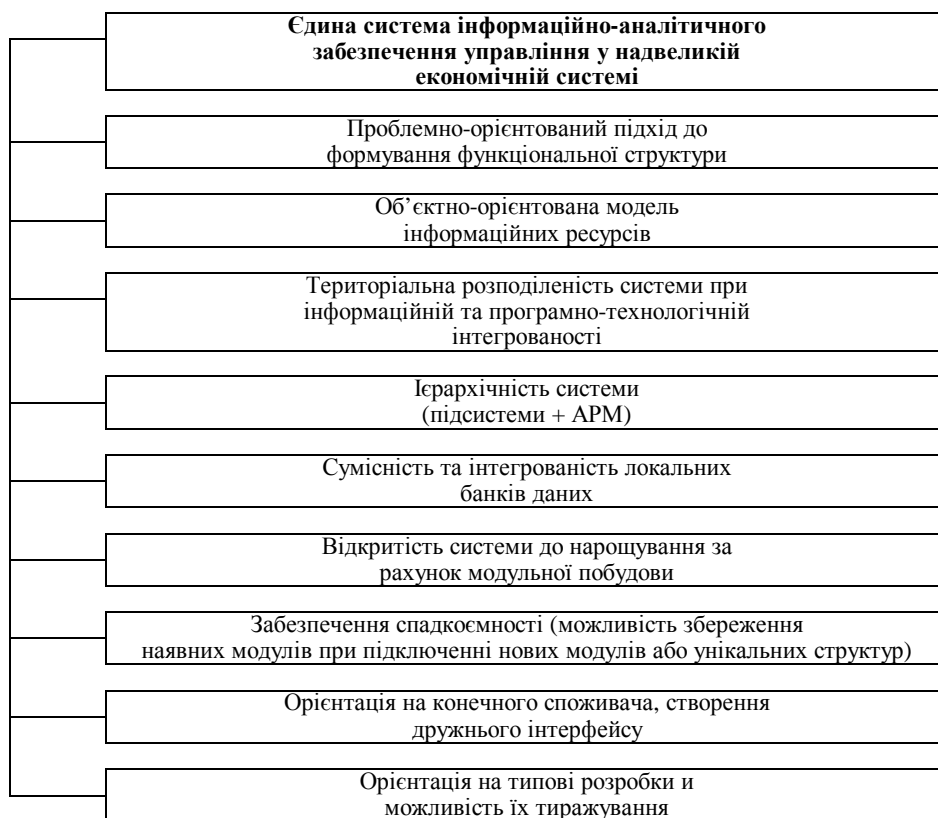 Єдина система інформаційно-аналітичного
забезпечення управління у надвеликій
економічній системі
Проблемно-орієнтований підхід до
формування функціональної структури
Об’єктно-орієнтована модель
інформаційних ресурсів
Територіальна розподіленість системи при
інформаційній та програмно-технологічній
інтегрованості
Ієрархічність системи
(підсистеми + АРМ)
Сумісність та інтегрованість локальних
банків даних
Відкритість системи до нарощування за
рахунок модульної побудови
Забезпечення спадкоємності (можливість збереження
наявних модулів при підключенні нових модулів або унікальних структур)
Орієнтація на конечного споживача, створення
дружнього інтерфейсу
Орієнтація на типові розробки и
можливість їх тиражування